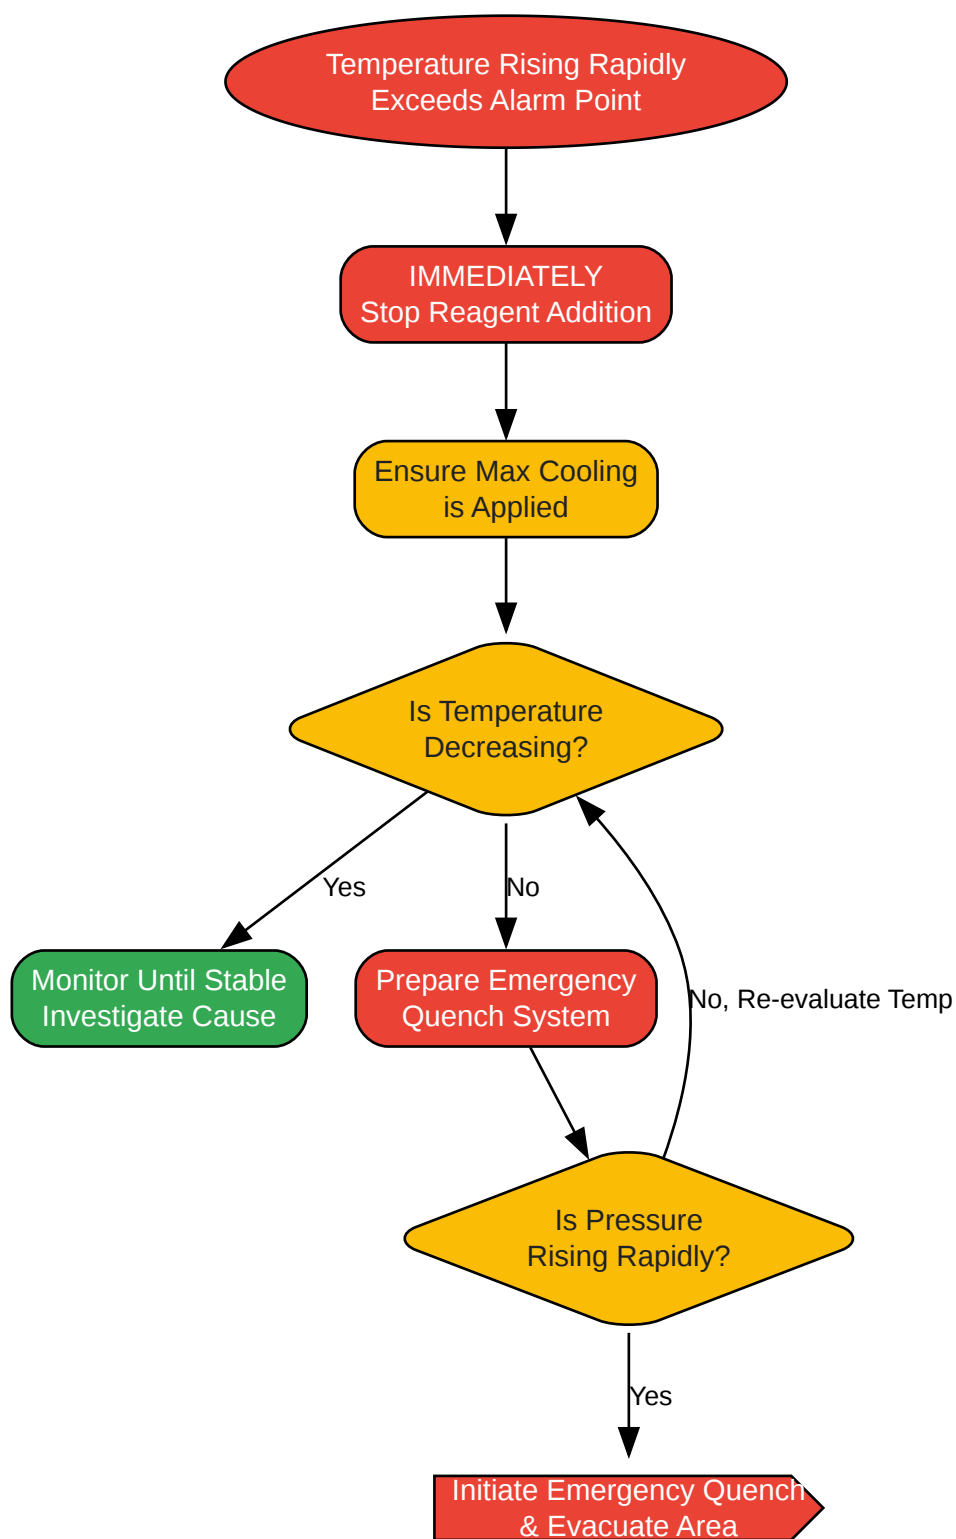 Temperature Rising Rapidly
Exceeds Alarm Point
IMMEDIATELY
Stop Reagent Addition
Ensure Max Cooling
is Applied
Is Temperature
Decreasing?
Yes
No
Monitor Until Stable
Investigate Cause
Prepare Emergency
Quench System
No, Re-evaluate Temp
Is Pressure
Rising Rapidly?
Yes
Initiate Emergency Quench
& Evacuate Area